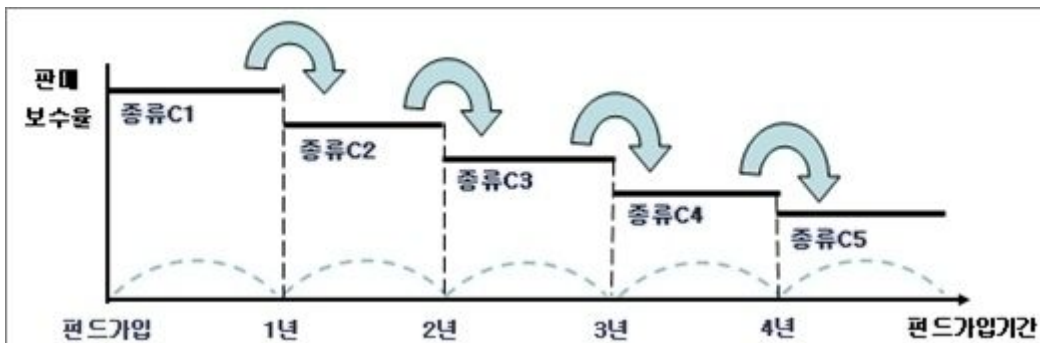 판매
보수율
종류C1
종류C2
종류C3
종류C4
종류C5
펀드가입
1년
2년
3년
4년
펀드가입기간